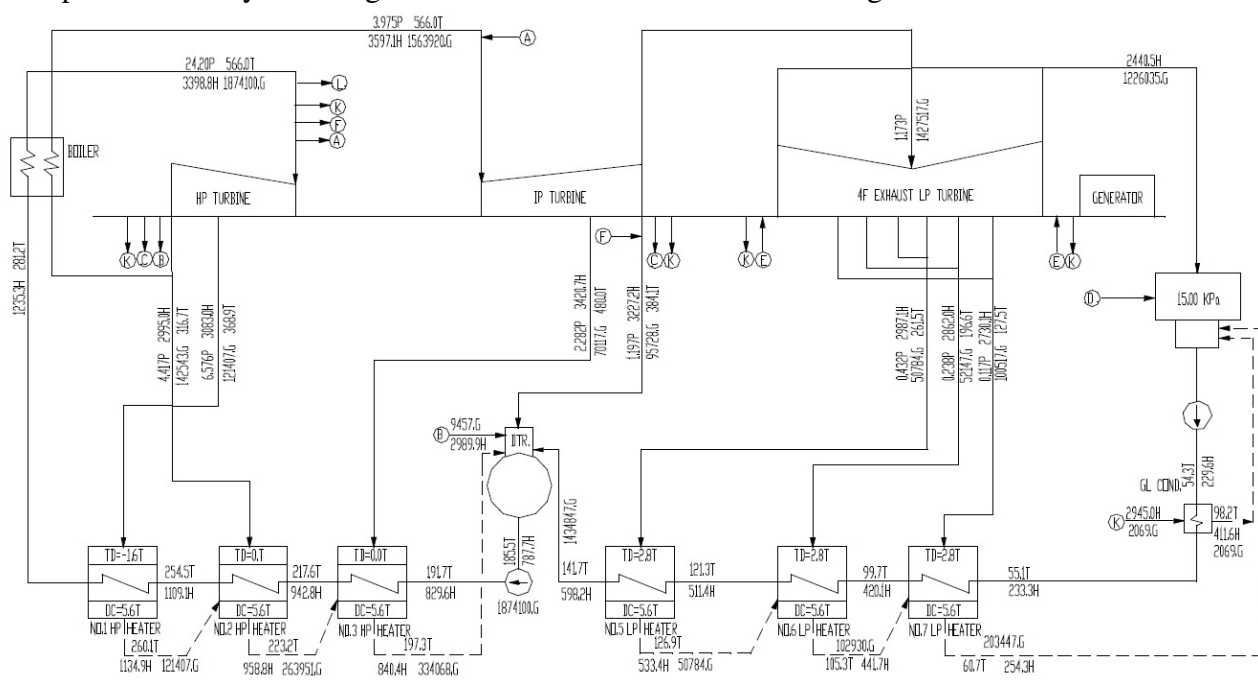 3.975P 566.0T
3597.1H 1563920.G
A
24.20P 566.0T
3398.8H 1874100.G
L
K
F
A
2440.5H
1226035.G
1.173P
1427517.G
BOILER
HP TURBINE
IP TURBINE
4F EXHAUST LP TURBINE
GENERATOR
K
C
B
F
C
K
K
E
E
K
D
15.00 KPa
1235.3H 281.2T
4.417P 2995.0H
142543.G 316.7T
6.576P 3083.0H
121407.G 368.9T
2.282P 3420.7H
70117.G 480.0T
1.197P 3227.2H
95728.G 384.1T
0.432P 2987.1H
50784.G 261.5T
0.238P 2862.0H
52147.G 196.6T
0.117P 2730.1H
100517.G 127.5T
B
9457.G
2989.9H
DTR.
1434847.G
185.5T
787.7H
1874100.G
54.3T
229.6H
GL COND.
K
2945.0H
2069.G
98.2T
411.6H
2069.G
TD=-1.6T
DC=5.6T
NO.1 HP HEATER
254.5T
1109.1H
TD=0.T
DC=5.6T
NO.2 HP HEATER
217.6T
942.8H
TD=0.0T
DC=5.6T
NO.3 HP HEATER
191.7T
829.6H
141.7T
598.2H
TD=2.8T
DC=5.6T
NO.5 LP HEATER
121.3T
511.4H
TD=2.8T
DC=5.6T
NO.6 LP HEATER
99.7T
420.1H
TD=2.8T
DC=5.6T
NO.7 LP HEATER
55.1T
233.3H
260.1T
1134.9H 121407.G
223.2T
958.8H 263951.G
197.3T
840.4H 334068.G
126.9T
533.4H 50784.G
102930.G
105.3T 441.7H
203447.G
60.7T 254.3H